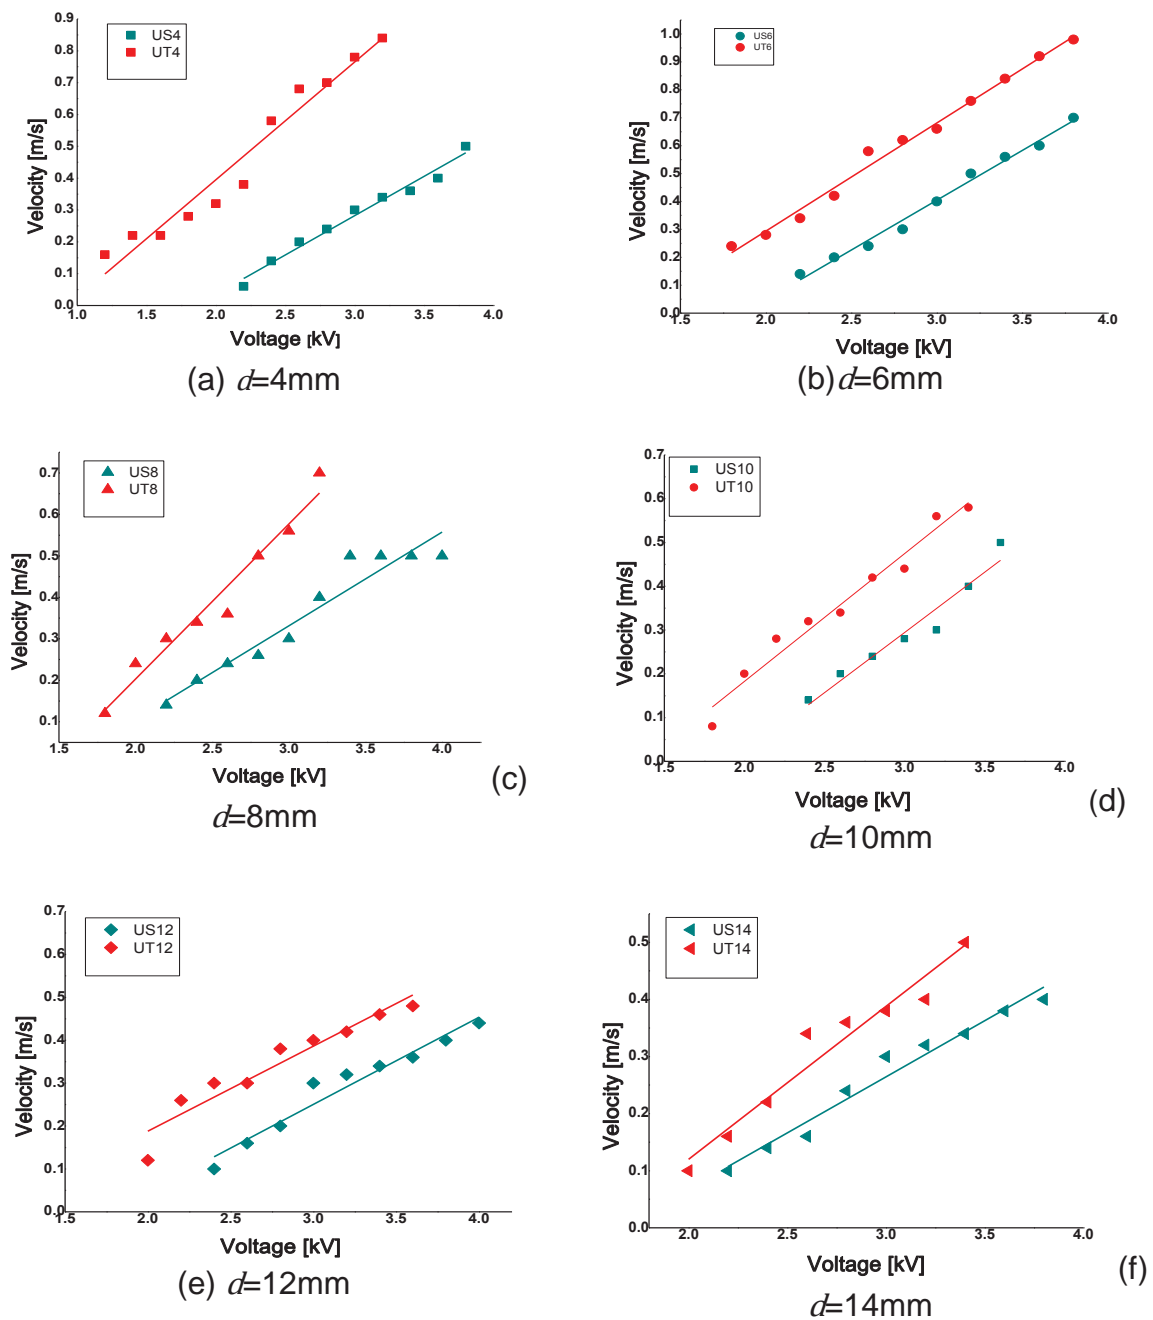 US4
UT4
0.9
0.8
0.7
0.6
0.5
0.4
0.3
0.2
0.1
0.0
Velocity [m/s]
1.0 1.5 2.0 2.5 3.0 3.5 4.0
Voltage [kV]
(a) d=4mm
US6
UT6
1.0
0.9
0.8
0.7
0.6
0.5
0.4
0.3
0.2
0.1
0.0
Velocity [m/s]
1.5 2.0 2.5 3.0 3.5 4.0
Voltage [kV]
(b) d=6mm
US8
UT8
0.7
0.6
0.5
0.4
0.3
0.2
0.1
Velocity [m/s]
1.5 2.0 2.5 3.0 3.5 4.0
Voltage [kV]
(c)
d=8mm
US10
UT10
0.7
0.6
0.5
0.4
0.3
0.2
0.1
0.0
Velocity [m/s]
1.5 2.0 2.5 3.0 3.5 4.0
Voltage [kV]
(d)
d=10mm
US12
UT12
0.7
0.6
0.5
0.4
0.3
0.2
0.1
0.0
Velocity [m/s]
1.5 2.0 2.5 3.0 3.5 4.0
Voltage [kV]
(e) d=12mm
US14
UT14
0.5
0.4
0.3
0.2
0.1
0.0
Velocity [m/s]
2.0 2.5 3.0 3.5 4.0
Voltage [kV]
(f)
d=14mm